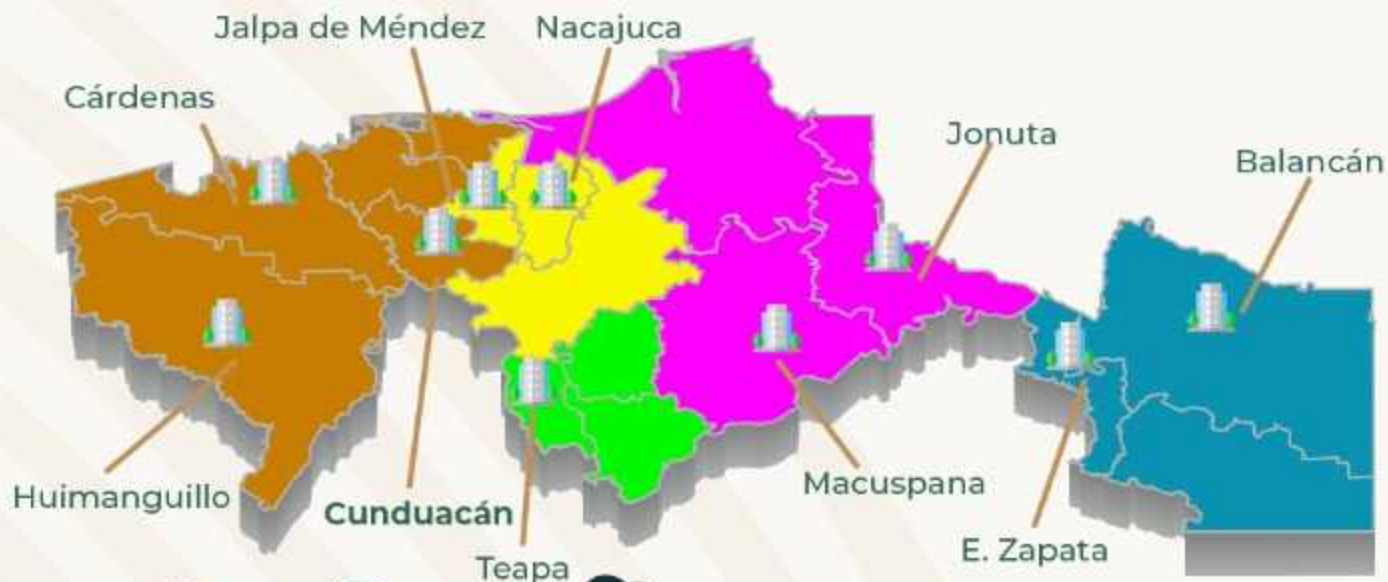 Jalpa de Méndez
Nacajuca
Cárdenas
Jonuta
Balancán
Huimanguillo
Cunduacán
Teapa
Macuspana
E. Zapata